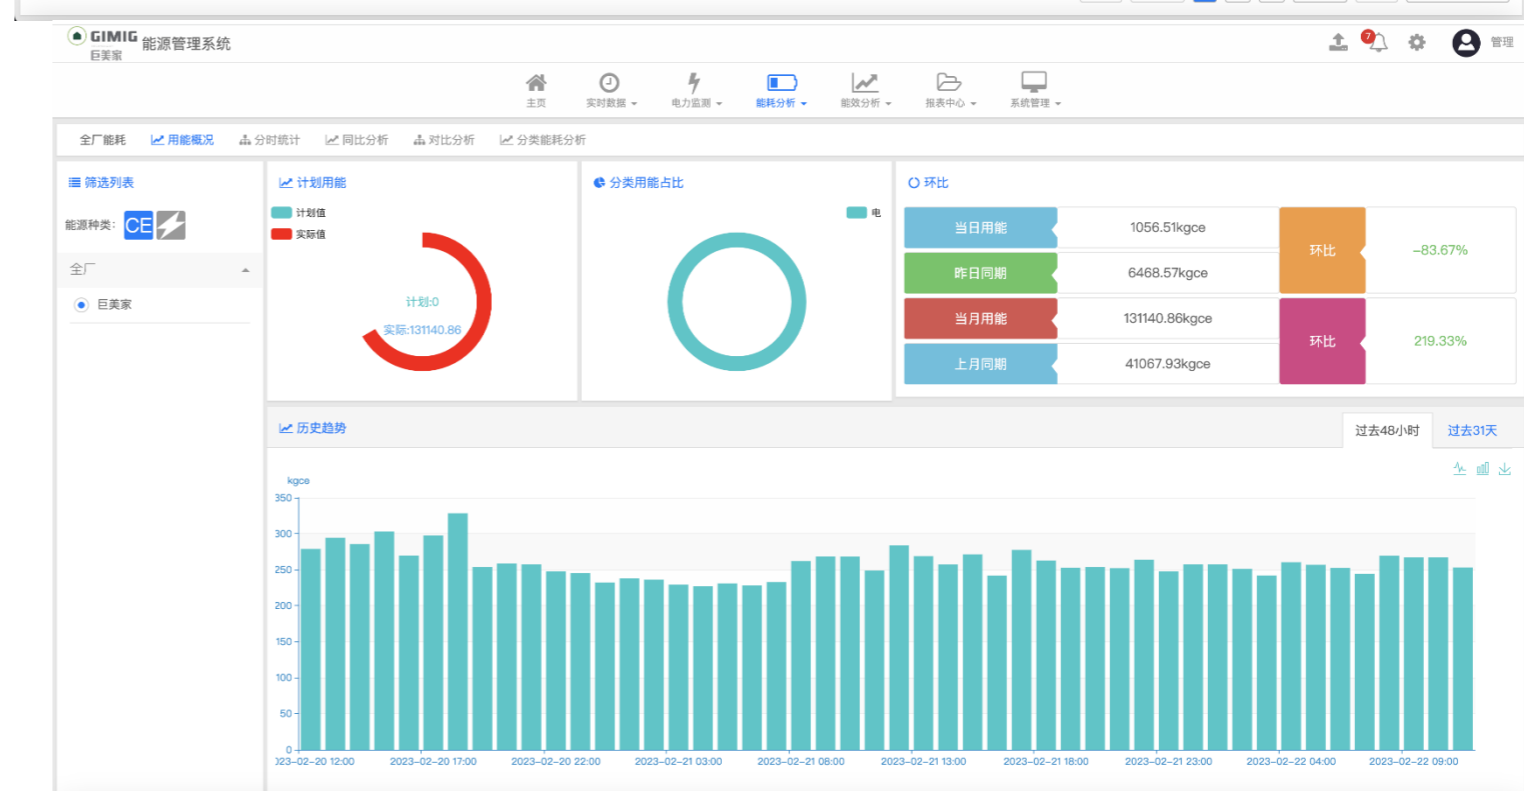 GIMIG
巨美家
能源管理系统
7
管理
主页
实时数据
电力监测
能耗分析
能效分析
报表中心
系统管理
全厂能耗
用能概况
分时统计
同比分析
对比分析
分类能耗分析
筛选列表
能源种类:
CE
全厂
巨美家
计划用能
计划值
实际值
计划:0
实际:131140.86
分类用能占比
电
环比
当日用能
1056.51kgce
昨日同期
6468.57kgce
环比
-83.67%
当月用能
131140.86kgce
上月同期
41067.93kgce
环比
219.33%
历史趋势
过去48小时
过去31天
kgce
350
300
250
200
150
100
50
0
023-02-20 12:00
2023-02-20 17:00
2023-02-20 22:00
2023-02-21 03:00
2023-02-21 08:00
2023-02-21 13:00
2023-02-21 18:00
2023-02-21 23:00
2023-02-22 04:00
2023-02-22 09:00